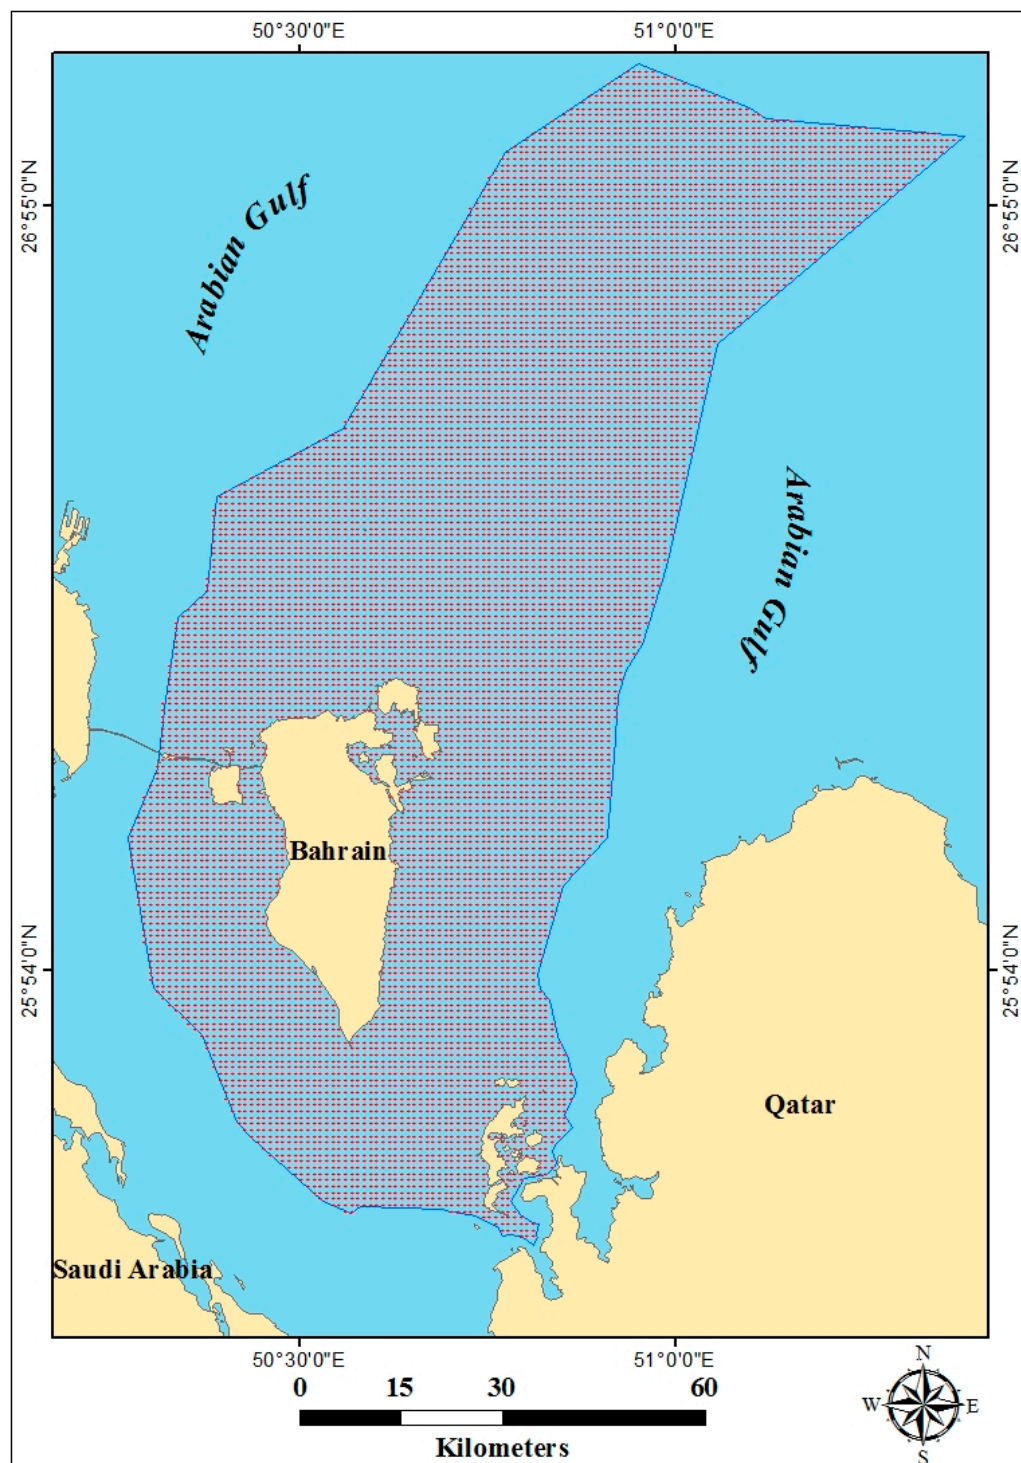 50°30'0"E
51°0'0"E
26°55'0"N
26°55'0"N
Arabian Gulf
Arabian Gulf
Bahrain
25°54'0"N
25°54'0"N
Qatar
Saudi Arabia
50°30'0"E
51°0'0"E
0 15 30 60
Kilometers
N
W
E
S